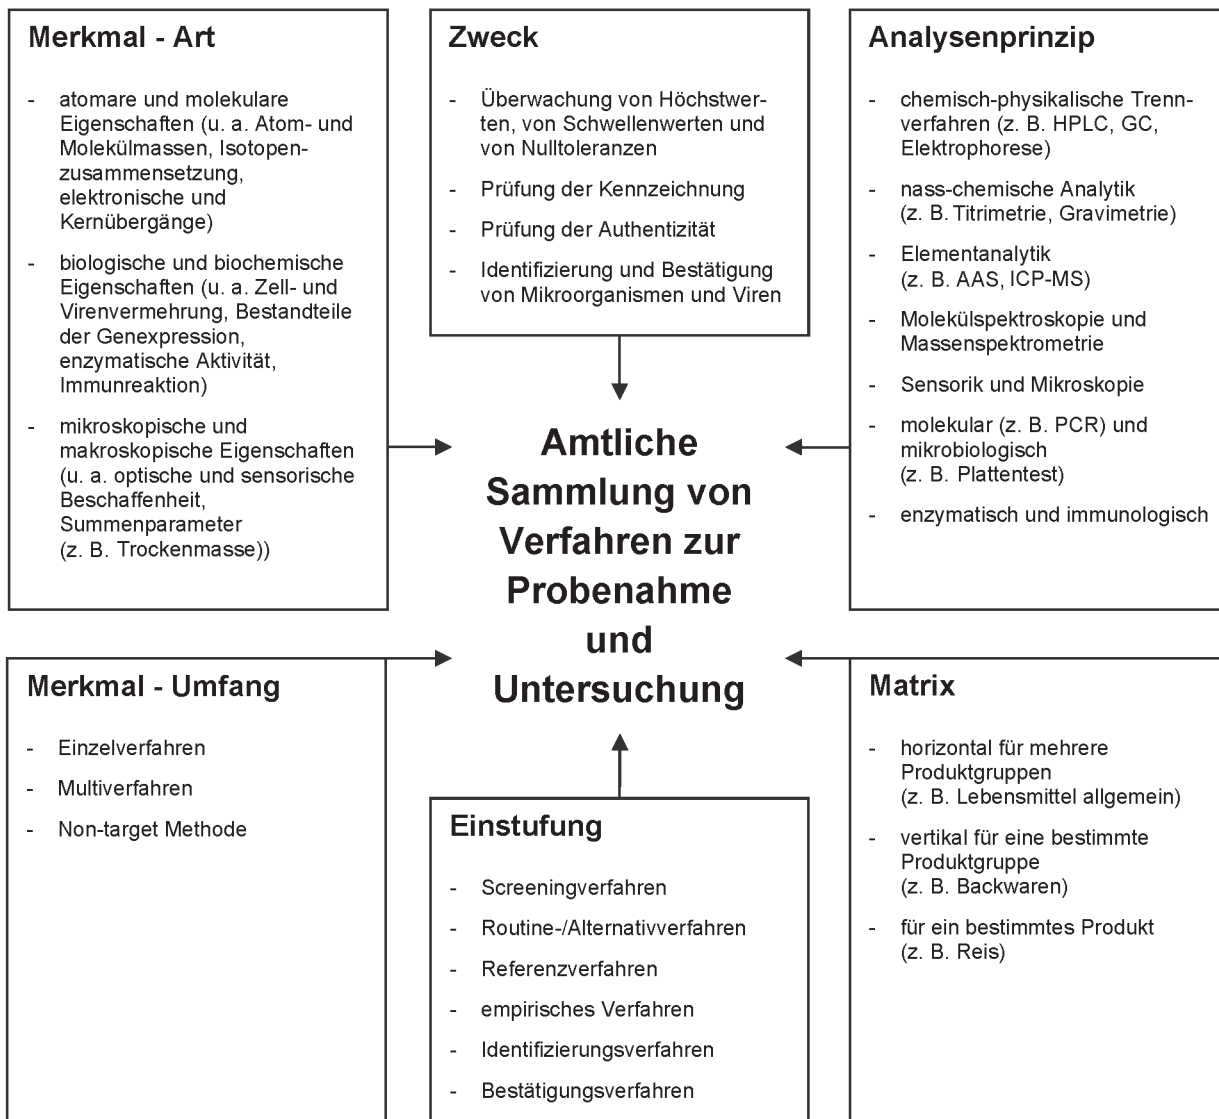 Merkmal - Art
- atomare und molekulare
Eigenschaften (u. a. Atom- und
Molekülmassen, Isotopen-
zusammensetzung,
elektronische und
Kernübergänge)
- biologische und biochemische
Eigenschaften (u. a. Zell- und
Virenvermehrung, Bestandteile
der Genexpression,
enzymatische Aktivität,
Immunreaktion)
- mikroskopische und
makroskopische Eigenschaften
(u. a. optische und sensorische
Beschaffenheit,
Summenparameter
(z. B. Trockenmasse))
Zweck
- Überwachung von Höchstwer-
ten, von Schwellenwerten und
von Nulltoleranzen
- Prüfung der Kennzeichnung
- Prüfung der Authentizität
- Identifizierung und Bestätigung
von Mikroorganismen und Viren
Analysenprinzip
- chemisch-physikalische Trenn-
verfahren (z. B. HPLC, GC,
Elektrophorese)
- nass-chemische Analytik
(z. B. Titrimetrie, Gravimetrie)
- Elementanalytik
(z. B. AAS, ICP-MS)
- Molekülspektroskopie und
Massenspektrometrie
- Sensorik und Mikroskopie
- molekular (z. B. PCR) und
mikrobiologisch
(z. B. Plattentest)
- enzymatisch und immunologisch
Amtliche
Sammlung von
Verfahren zur
Probenahme
und
Untersuchung
Merkmal - Umfang
- Einzelverfahren
- Multiverfahren
- Non-target Methode
Einstufung
- Screeningverfahren
- Routine-/Alternativverfahren
- Referenzverfahren
- empirisches Verfahren
- Identifizierungsverfahren
- Bestätigungsverfahren
Matrix
- horizontal für mehrere
Produktgruppen
(z. B. Lebensmittel allgemein)
- vertikal für eine bestimmte
Produktgruppe
(z. B. Backwaren)
- für ein bestimmtes Produkt
(z. B. Reis)